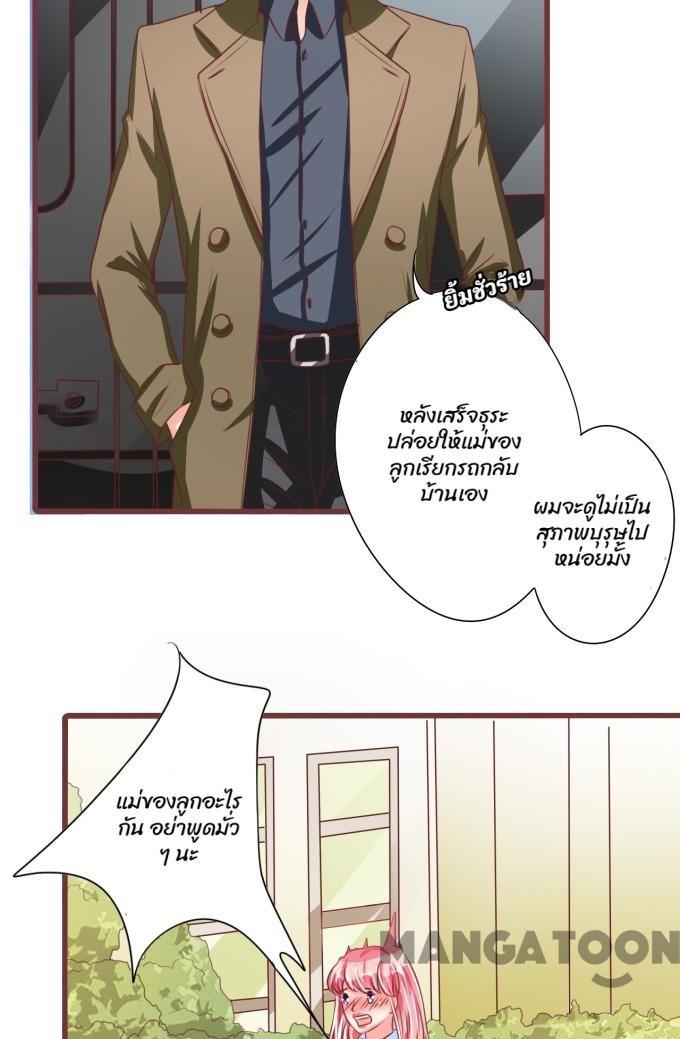 ยิ้มชั่วร้าย
หลังเสร็จธุระ
ปล่อยให้แม่ของ
ลูกเรียกรถกลับ
บ้านเอง
ผมจะดูไม่เป็น
สุภาพบุรุษไป
หน่อยมั้ง
แม่ของลูกอะไร
กัน อย่าพูดมั่ว
ๆ นะ
MANGATOON